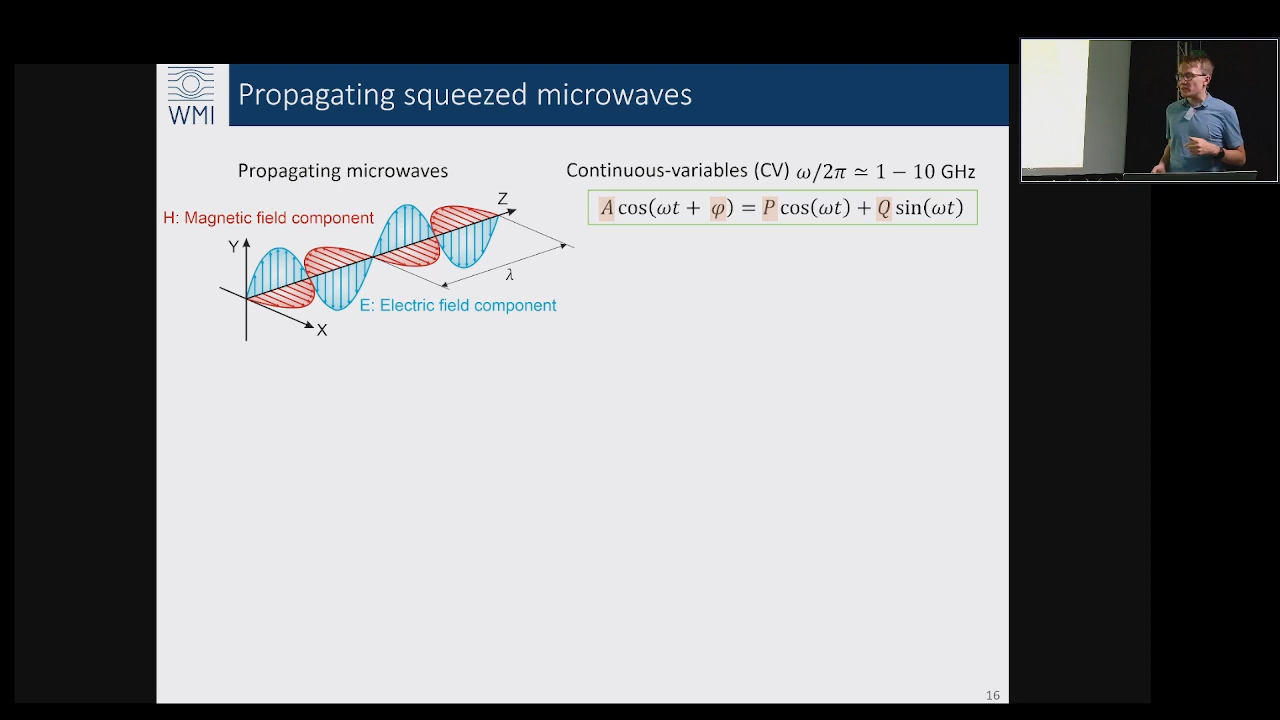 WMI
Propagating squeezed microwaves
Propagating microwaves
Continuous-variables (CV) ω/2π ≃ 1 − 10 GHz
A cos(ωt + φ) = P cos(ωt) + Q sin(ωt)
H: Magnetic field component
Z
Y
λ
E: Electric field component
X
16